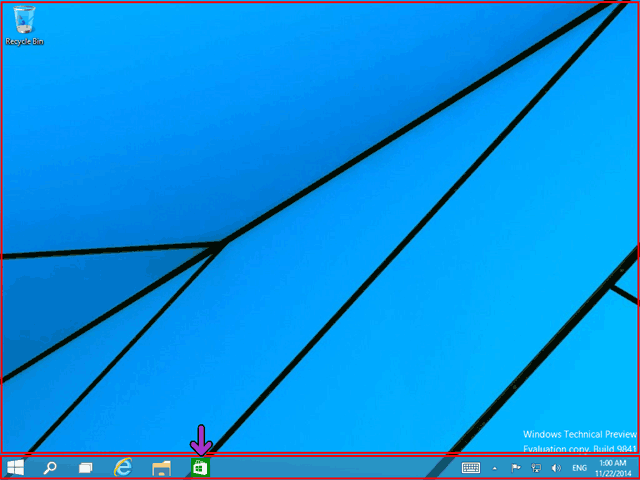 Recycle Bin
Windows Technical Preview
Evaluation copy. Build 9841
ENG
1:00 AM
11/22/2014